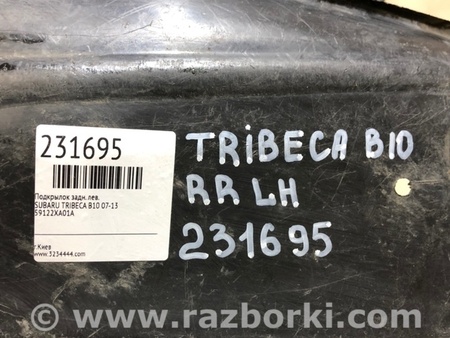 231695
Подкрылок задн. лев.
SUBARU TRIBECA B10 07-13
59122XA01A
г.Киев
www.3234444.com
TRIBECA B10
RR LH
231695
www.razborki.com